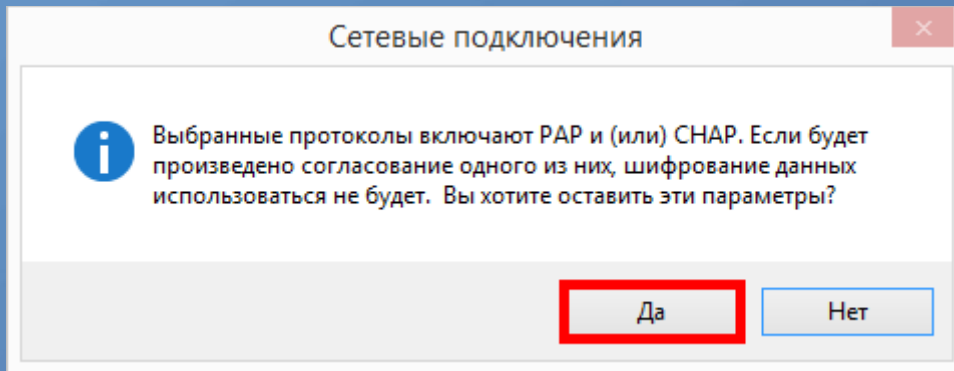 Сетевые подключения
Выбранные протоколы включают PAP и (или) CHAP. Если будет
произведено согласование одного из них, шифрование данных
использоваться не будет.  Вы хотите оставить эти параметры?
Да
Нет